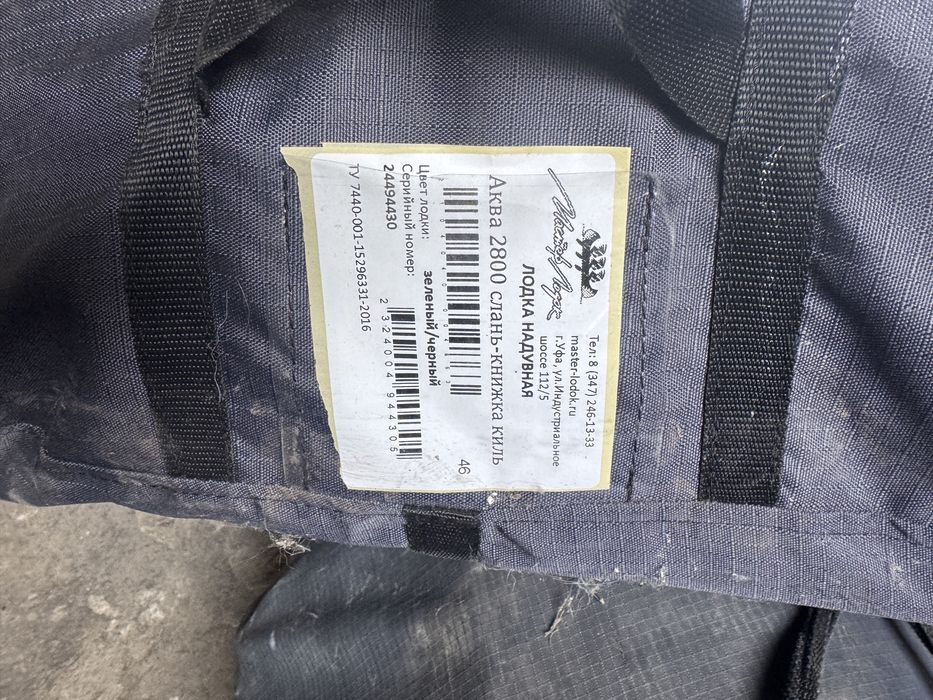 Мастер Лодок
Тел: 8 (347) 246-13-33
master-lodok.ru
г.Уфа, ул.Индустриальное
шоссе 112/5
ЛОДКА НАДУВНАЯ
Аква 2800 слань-книжка киль
46
Цвет лодки: зеленый/черный
Серийный номер:
24494430
2 324004 944305
ТУ 7440-001-15296331-2016